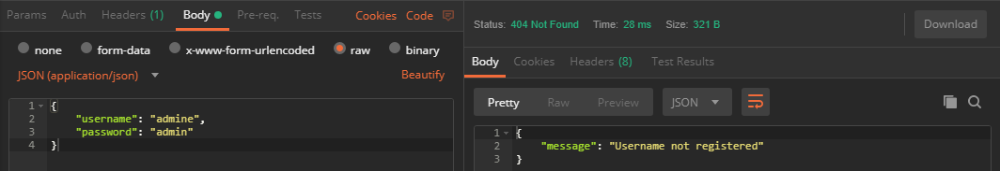 Params Auth Headers (1) Body Pre-req. Tests Cookies Code
none form-data x-www-form-urlencoded raw binary
JSON (application/json) Beautify
1 {
2 "username": "admine",
3 "password": "admin"
4 }
Status: 404 Not Found Time: 28 ms Size: 321 B Download
Body Cookies Headers (8) Test Results
Pretty Raw Preview JSON
1 {
2 "message": "Username not registered"
3 }